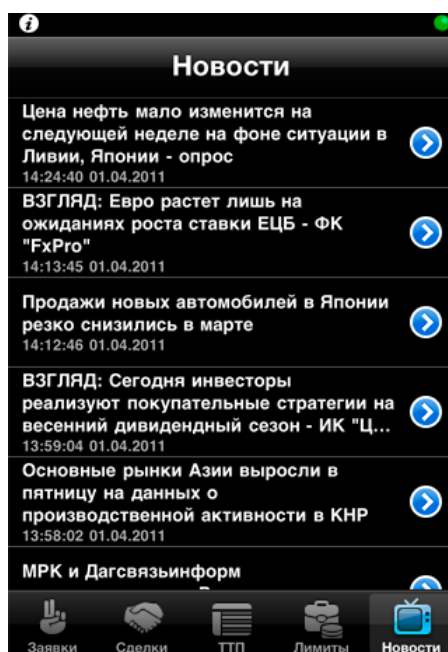 Новости
Цена нефть мало изменится на
следующей неделе на фоне ситуации в
Ливии, Японии - опрос
14:24:40 01.04.2011
ВЗГЛЯД: Евро растет лишь на
ожиданиях роста ставки ЕЦБ - ФК
"FxPro"
14:13:45 01.04.2011
Продажи новых автомобилей в Японии
резко снизились в марте
14:12:46 01.04.2011
ВЗГЛЯД: Сегодня инвесторы
реализуют покупательные стратегии на
весенний дивидендный сезон - ИК "Ц...
13:59:04 01.04.2011
Основные рынки Азии выросли в
пятницу на данных о
производственной активности в КНР
13:58:02 01.04.2011
МРК и Дагсвязьинформ
Заявки Сделки ТТП Лимиты Новости